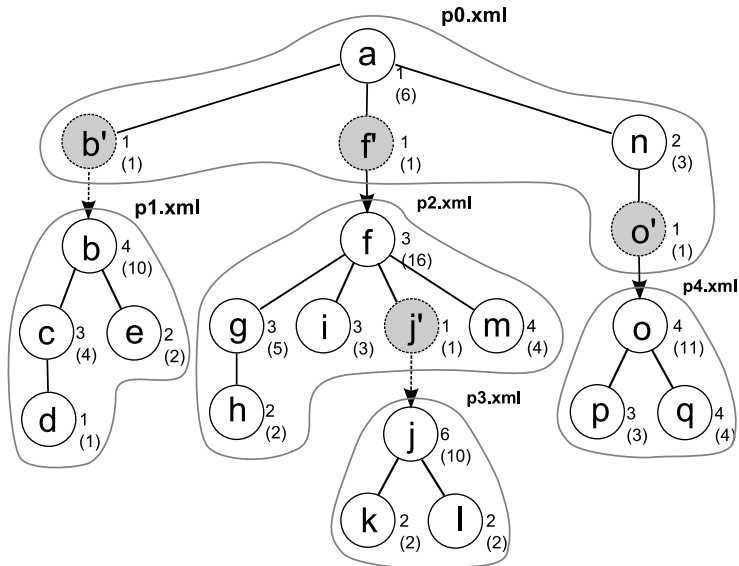 p0.xml
a
1
(6)
b'
1
(1)
f'
1
(1)
n
2
(3)
p1.xml
p2.xml
o'
1
(1)
b
4
(10)
f
3
(16)
p4.xml
c
3
(4)
e
2
(2)
g
3
(5)
i
3
(3)
j'
1
(1)
m
4
(4)
o
4
(11)
d
1
(1)
h
2
(2)
p3.xml
p
3
(3)
q
4
(4)
j
6
(10)
k
2
(2)
l
2
(2)